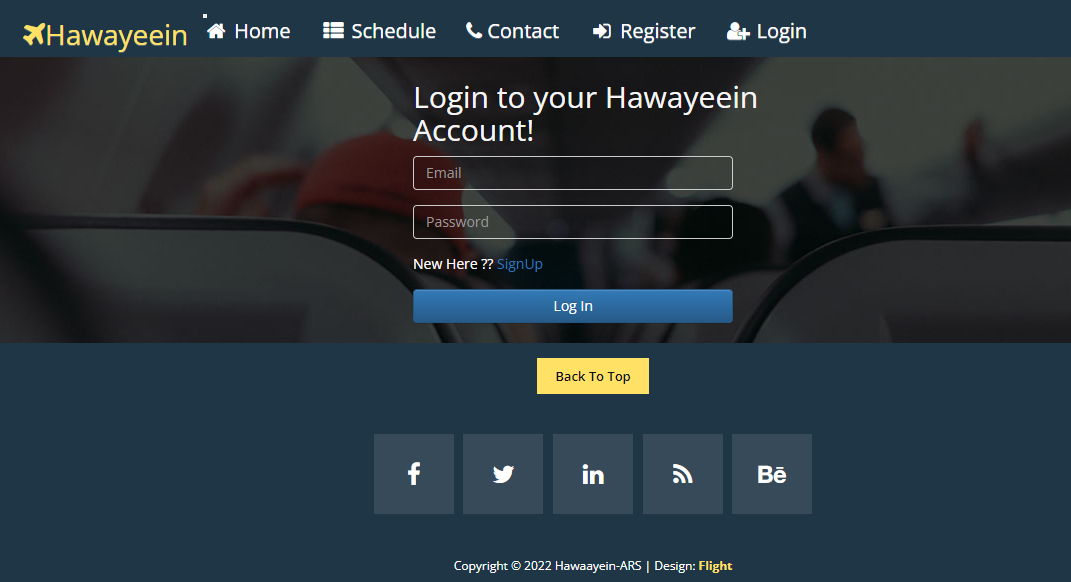 Hawayeein Home Schedule Contact Register Login
Login to your Hawayeein
Account!
Email
Password
New Here ?? SignUp
Log In
Back To Top
Bē
Copyright © 2022 Hawaayein-ARS | Design: Flight